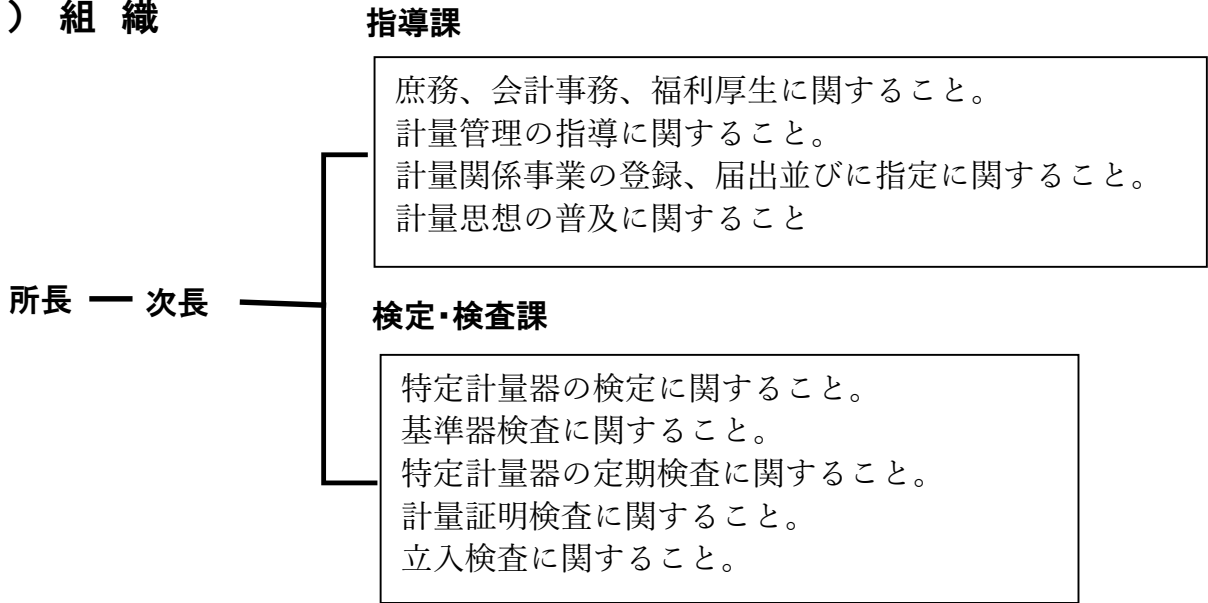 ） 組 織
指導課
庶務、会計事務、福利厚生に関すること。
計量管理の指導に関すること。
計量関係事業の登録、届出並びに指定に関すること。
計量思想の普及に関すること
所長 ー 次長
検定・検査課
特定計量器の検定に関すること。
基準器検査に関すること。
特定計量器の定期検査に関すること。
計量証明検査に関すること。
立入検査に関すること。